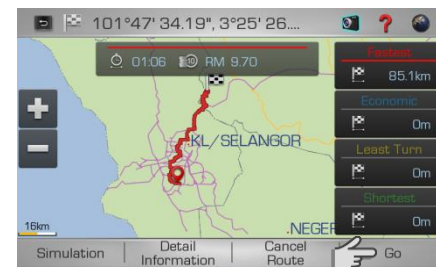 101°47' 34.19", 3°25' 26....
?
01:06 10 RM 9.70
Fastest
85.1km
Economic
0m
Least Turn
0m
Shortest
0m
+
KL/SELANGOR
16km
NEGER
Simulation
Detail
Information
Cancel
Route
Go